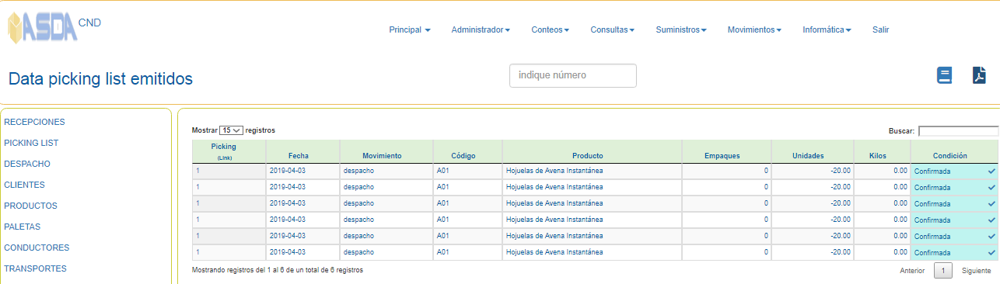 ASDA CND
Principal Administrador Conteos Consultas Suministros Movimientos Informática Salir
Data picking list emitidos
indique número
RECEPCIONES
PICKING LIST
DESPACHO
CLIENTES
PRODUCTOS
PALETAS
CONDUCTORES
TRANSPORTES
Mostrar 15 registros
Buscar:
Picking (Link) Fecha Movimiento Código Producto Empaques Unidades Kilos Condición
1 2019-04-03 despacho A01 Hojuelas de Avena Instantánea 0 -20.00 0.00 Confirmada
1 2019-04-03 despacho A01 Hojuelas de Avena Instantánea 0 -20.00 0.00 Confirmada
1 2019-04-03 despacho A01 Hojuelas de Avena Instantánea 0 -20.00 0.00 Confirmada
1 2019-04-03 despacho A01 Hojuelas de Avena Instantánea 0 -20.00 0.00 Confirmada
1 2019-04-03 despacho A01 Hojuelas de Avena Instantánea 0 -20.00 0.00 Confirmada
1 2019-04-03 despacho A01 Hojuelas de Avena Instantánea 0 -20.00 0.00 Confirmada
Mostrando registros del 1 al 6 de un total de 6 registros
Anterior 1 Siguiente